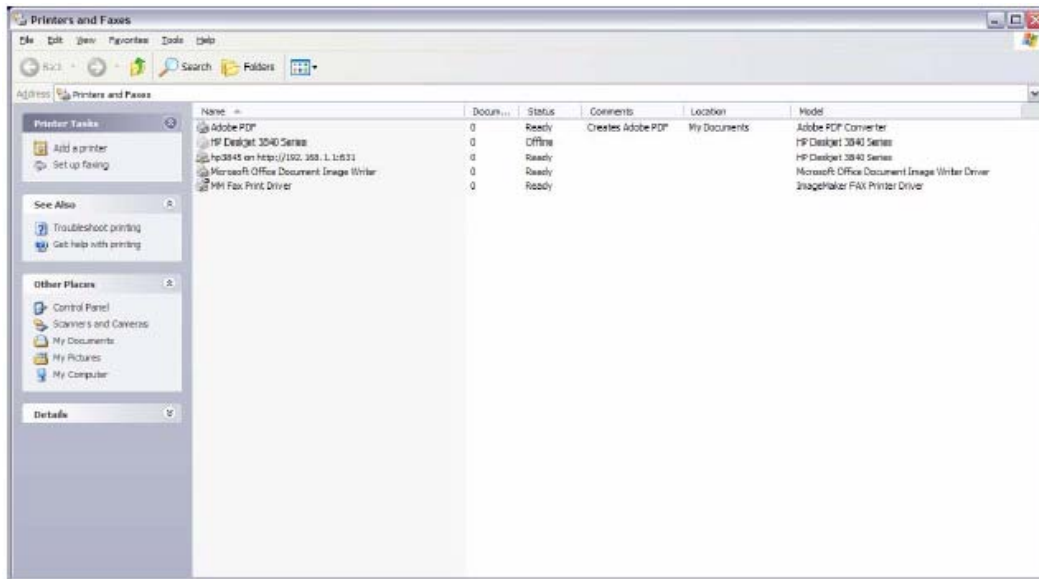 Printers and Faxes
File Edit View Favorites Tools Help
Back Search Folders
Address Printers and Faxes
Name Docum... Status Comments Location Model
Adobe PDF 0 Ready Creates Adobe PDF My Documents Adobe PDF Converter
HP Deskjet 3840 Series 0 Offline HP Deskjet 3840 Series
hp3845 on http://192.168.1.1:631 0 Ready HP Deskjet 3840 Series
Microsoft Office Document Image Writer 0 Ready Microsoft Office Document Image Writer Driver
MM Fax Print Driver 0 Ready ImageMaker FAX Printer Driver
Printer Tasks
Add a printer
Set up faxing
See Also
Troubleshoot printing
Get help with printing
Other Places
Control Panel
Scanners and Cameras
My Documents
My Pictures
My Computer
Details